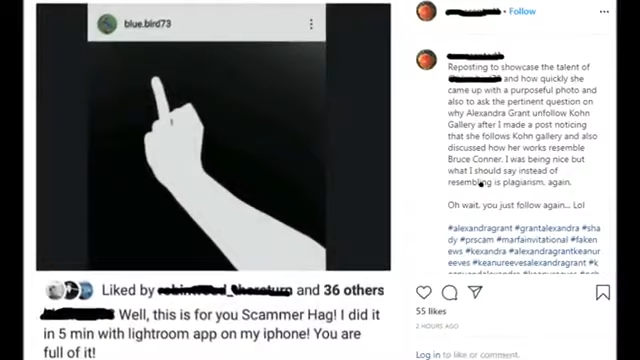 blue.bird73
Liked by and 36 others
Well, this is for you Scammer Hag! I did it
in 5 min with lightroom app on my iphone! You are
full of it!
• Follow
Reposting to showcase the talent of
and how quickly she
came up with a purposeful photo and
also to ask the pertinent question on
why Alexandra Grant unfollow Kohn
Gallery after I made a post noticing
that she follows Kohn gallery and also
discussed how her works resemble
Bruce Conner. I was being nice but
what I should say instead of
resembling is plagiarism, again.
Oh wait, you just follow again... Lol
#alexandragrant #grantalexandra #sha
dy #prscam #marfainvitational #faken
ews #kexandra #alexandragrantkeanur
eeves #keanureevesalexandragrant #k
55 likes
2 HOURS AGO
Log in to like or comment.